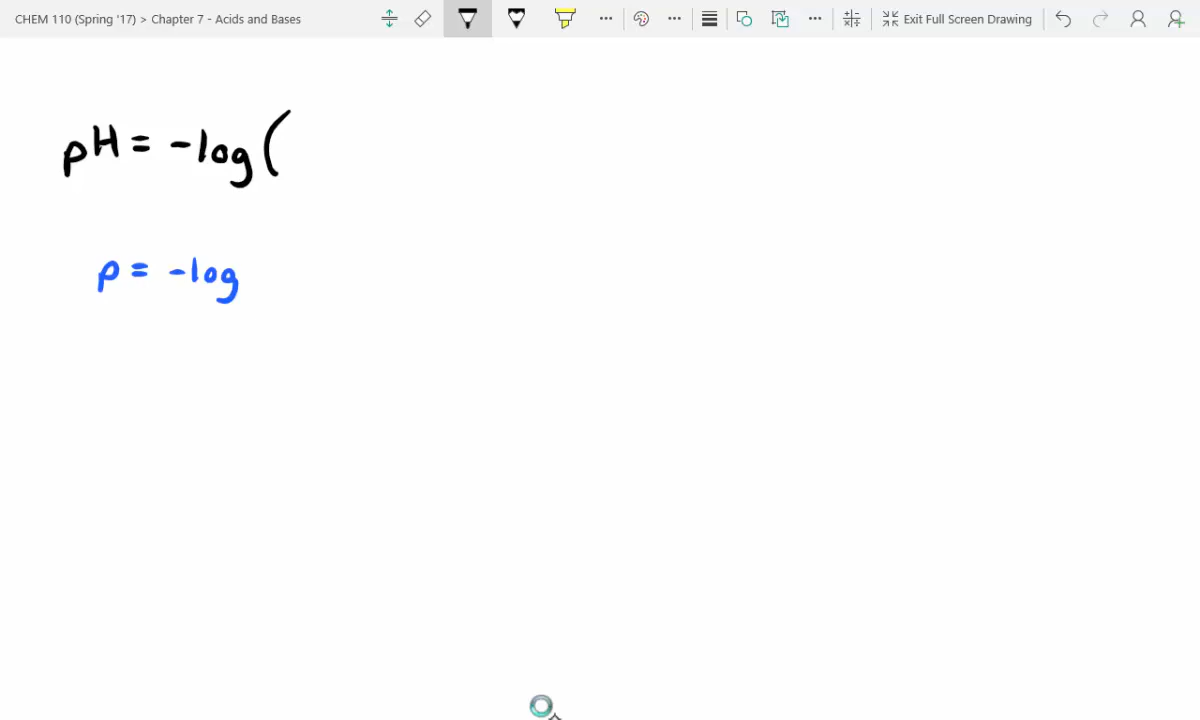 CHEM 110 (Spring '17) > Chapter 7 - Acids and Bases
Exit Full Screen Drawing
pH = -log(
p = -log